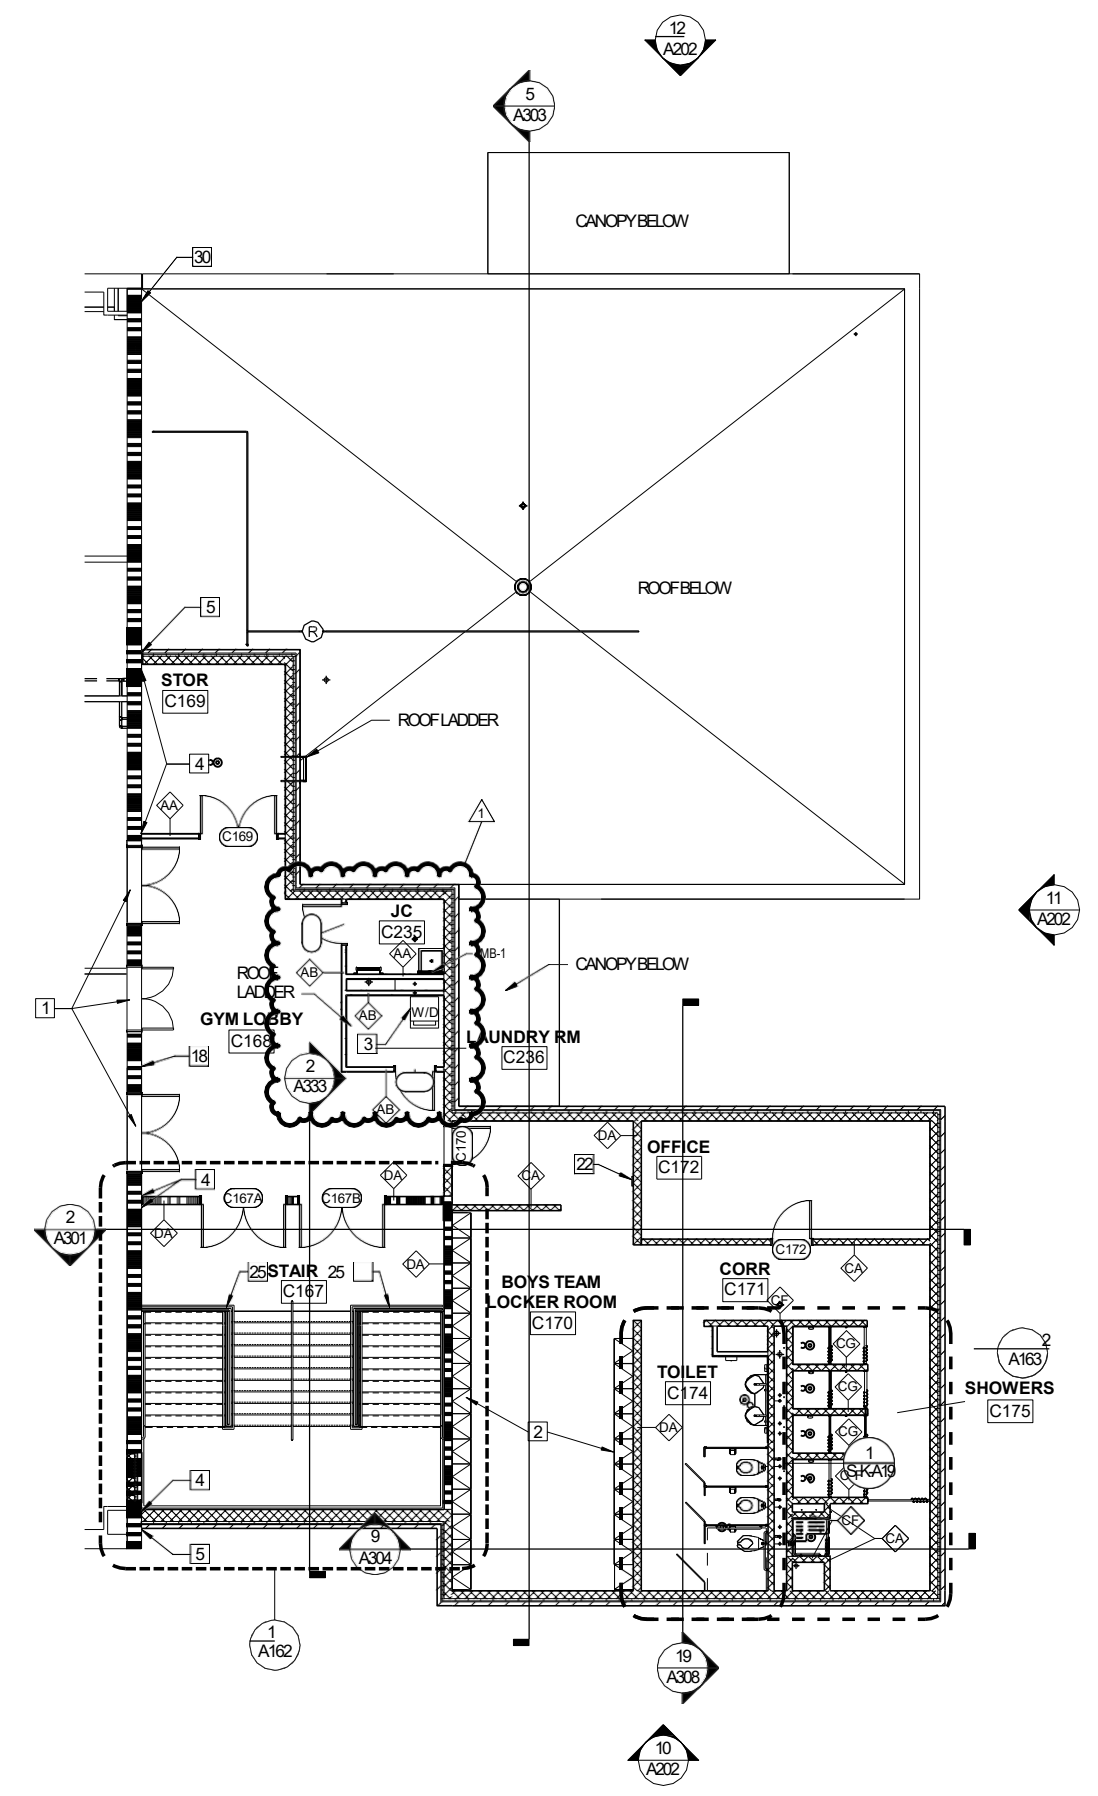 12
A202
5
A303
CANOPY BELOW
30
ROOF BELOW
5
R
STOR
C169
ROOF LADDER
4
AA
C169
1
11
A202
JC
C235
AA
MB-1
CANOPY BELOW
ROOF
LADDER
AB
1
AB
W/D
GYM LOBBY
C168
3
LAUNDRY RM
C236
18
2
A333
AB
C170
DA
OFFICE
C172
22
CA
DA
4
C167A
C167B
2
A301
DA
DA
C172
CA
25
STAIR
25
C167
BOYS TEAM
LOCKER ROOM
C170
CORR
C171
CF
2
A163
CG
TOILET
C174
CG
SHOWERS
C175
DA
CG
2
1
S-KA19
4
CF
CA
5
9
A304
1
A162
19
A308
10
A202